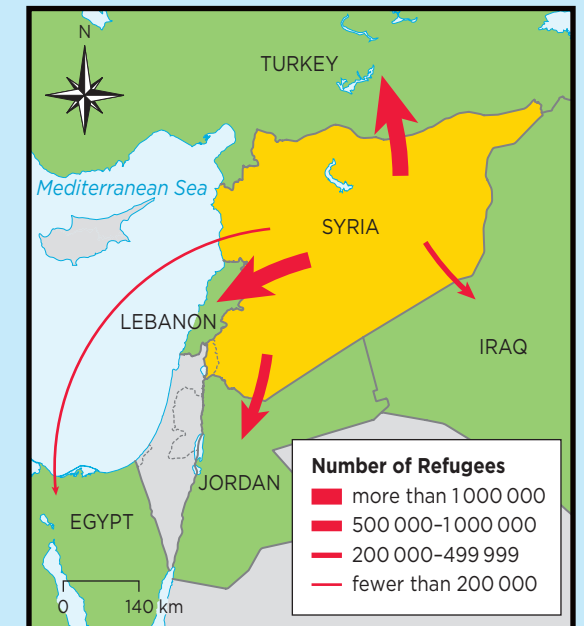 N
TURKEY
Mediterranean Sea
SYRIA
LEBANON
IRAQ
JORDAN
EGYPT
0 140 km
Number of Refugees
more than 1 000 000
500 000–1 000 000
200 000–499 999
fewer than 200 000